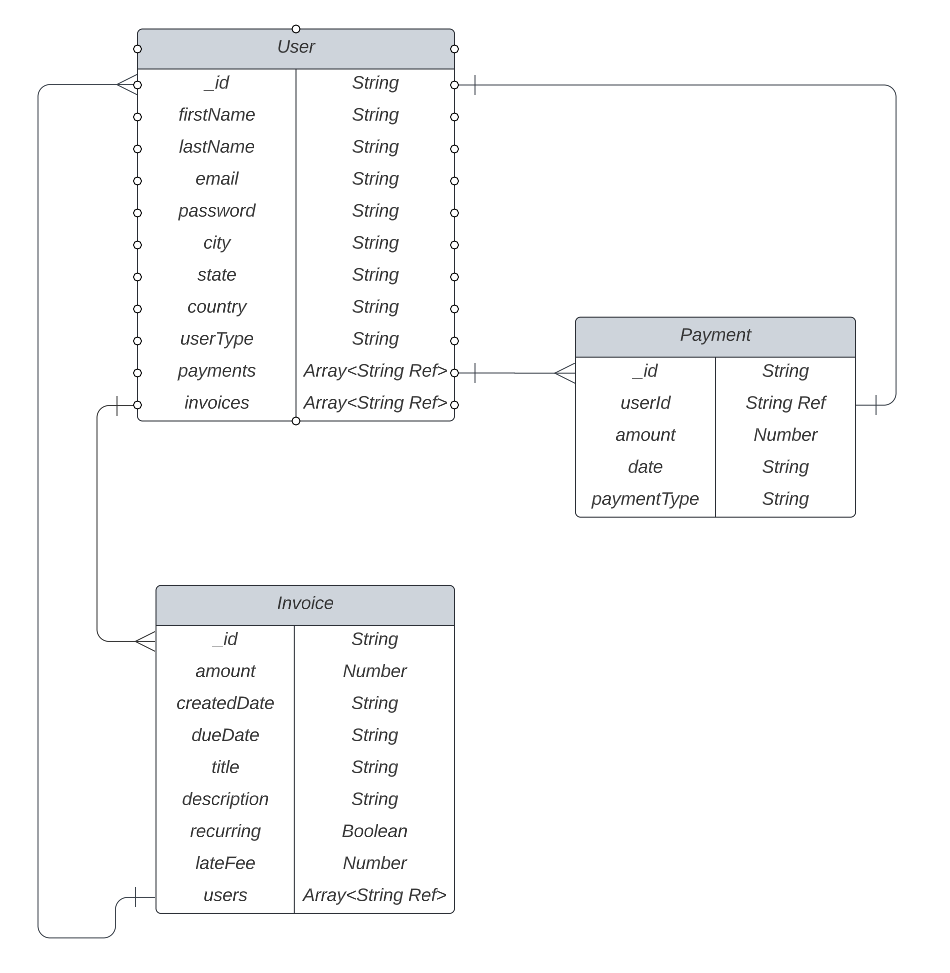 User
_id String
firstName String
lastName String
email String
password String
city String
state String
country String
userType String
payments Array<String Ref>
invoices Array<String Ref>
Payment
_id String
userId String Ref
amount Number
date String
paymentType String
Invoice
_id String
amount Number
createdDate String
dueDate String
title String
description String
recurring Boolean
lateFee Number
users Array<String Ref>